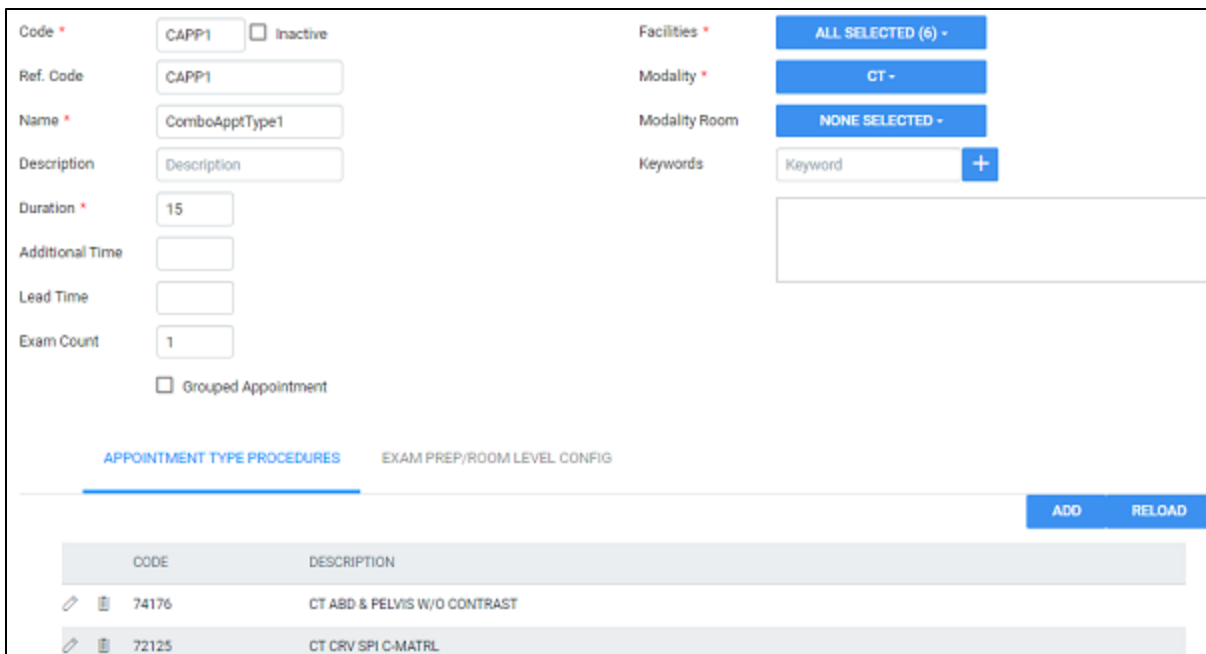 Code * CAPP1 Inactive Facilities * ALL SELECTED (6)
Ref. Code CAPP1 Modality * CT
Name * ComboApptType1 Modality Room NONE SELECTED
Description Description Keywords Keyword +
Duration * 15
Additional Time
Lead Time
Exam Count 1
Grouped Appointment
APPOINTMENT TYPE PROCEDURES EXAM PREP/ROOM LEVEL CONFIG
ADD RELOAD
CODE DESCRIPTION
74176 CT ABD & PELVIS W/O CONTRAST
72125 CT CRV SPI C-MATRL